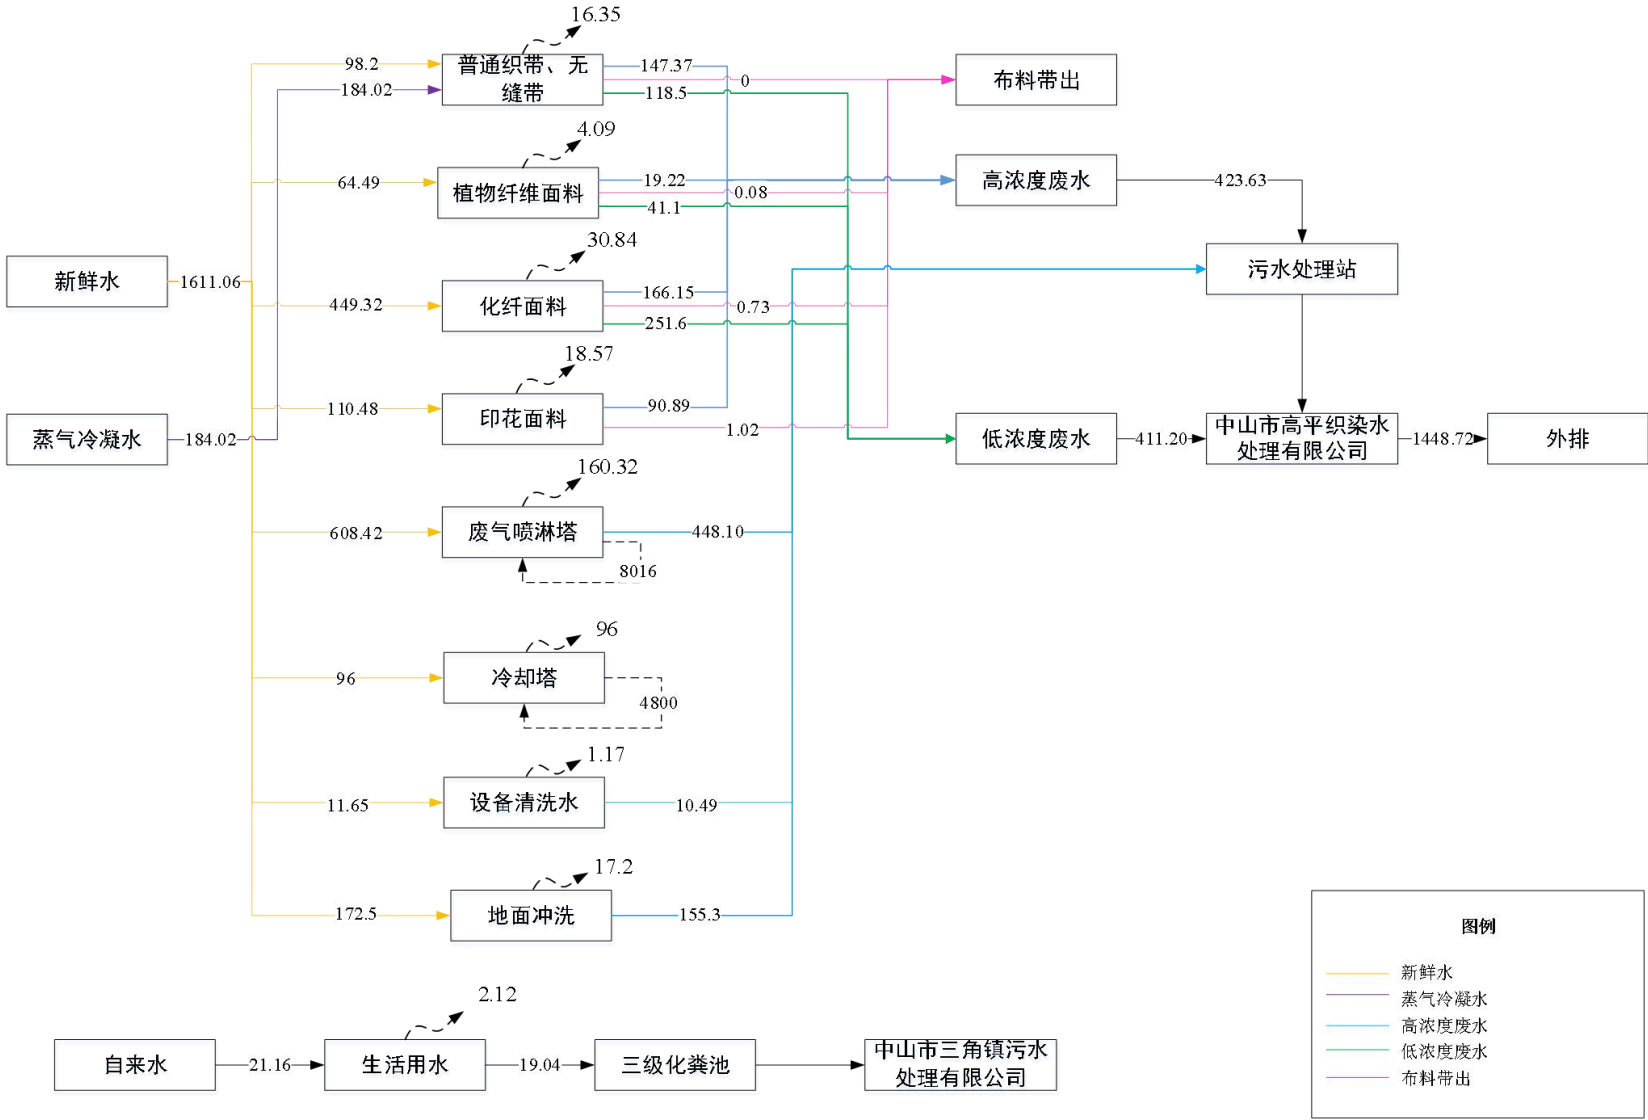 16.35
98.2
普通织带、无
缝带
147.37
0
布料带出
184.02
118.5
4.09
64.49
植物纤维面料
19.22
0.08
41.1
高浓度废水
423.63
30.84
新鲜水
1611.06
449.32
化纤面料
166.15
0.73
251.6
污水处理站
18.57
110.48
印花面料
90.89
1.02
蒸气冷凝水
184.02
低浓度废水
411.20
中山市高平织染水
处理有限公司
1448.72
外排
160.32
608.42
废气喷淋塔
448.10
8016
96
96
冷却塔
4800
1.17
11.65
设备清洗水
10.49
17.2
172.5
地面冲洗
155.3
2.12
自来水
21.16
生活用水
19.04
三级化粪池
中山市三角镇污水
处理有限公司
图例
新鲜水
蒸气冷凝水
高浓度废水
低浓度废水
布料带出